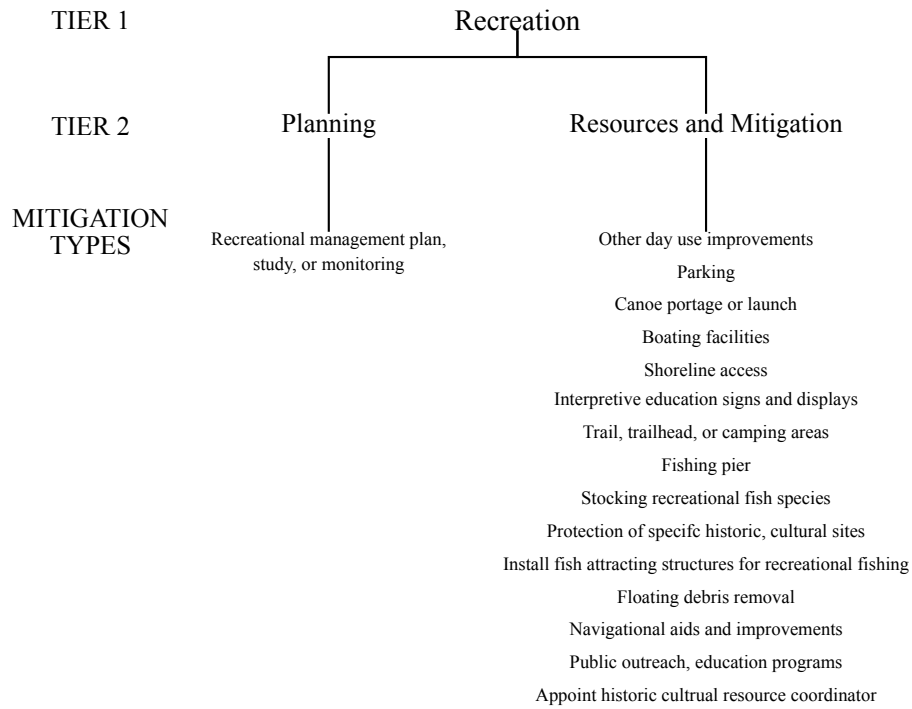 TIER 1
Recreation
TIER 2
Planning
Resources and Mitigation
MITIGATION
TYPES
Recreational management plan,
study, or monitoring
Other day use improvements
Parking
Canoe portage or launch
Boating facilities
Shoreline access
Interpretive education signs and displays
Trail, trailhead, or camping areas
Fishing pier
Stocking recreational fish species
Protection of specifc historic, cultural sites
Install fish attracting structures for recreational fishing
Floating debris removal
Navigational aids and improvements
Public outreach, education programs
Appoint historic cultrual resource coordinator